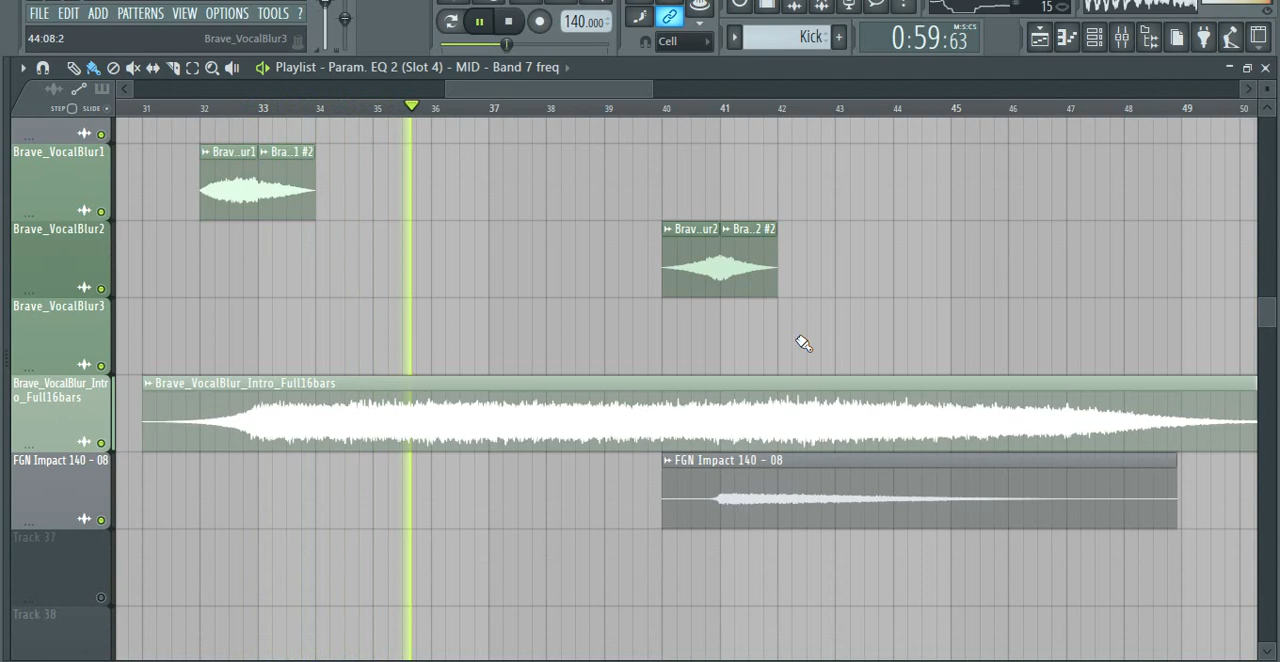 FILE EDIT ADD PATTERNS VIEW OPTIONS TOOLS ?
140.000
15
44:08:2 Brave_VocalBlur3
Cell
Kick
0:59:63
M:S:CS
Playlist - Param. EQ 2 (Slot 4) - MID - Band 7 freq
STEP SLIDE
31 32 33 34 35 36 37 38 39 40 41 42 43 44 45 46 47 48 49 50
Brave_VocalBlur1
Brav..ur1 Bra..1 #2
Brave_VocalBlur2
Brav..ur2 Bra..2 #2
Brave_VocalBlur3
Brave_VocalBlur_Intr
o_Full16bars
Brave_VocalBlur_Intro_Full16bars
FGN Impact 140 - 08
FGN Impact 140 - 08
Track 37
Track 38